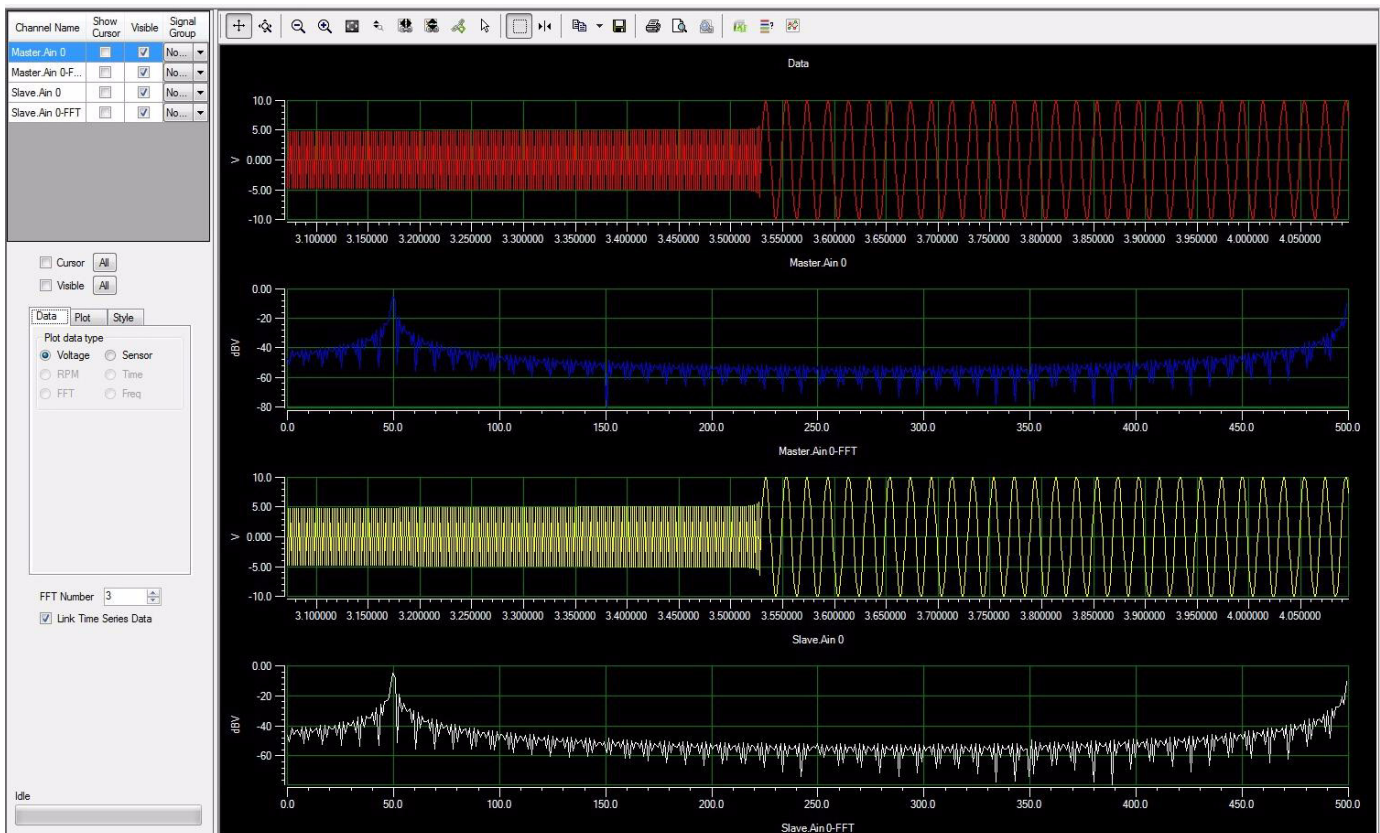 Channel Name Show Cursor Visible Signal Group
Master.Ain 0 No...
Master.Ain 0-F... No...
Slave.Ain 0 No...
Slave.Ain 0-FFT No...
Cursor All
Visible All
Data Plot Style
Plot data type
Voltage Sensor
RPM Time
FFT Freq
FFT Number 3
Link Time Series Data
Idle
Data
10.0
5.00
V 0.000
-5.00
-10.0
3.100000 3.150000 3.200000 3.250000 3.300000 3.350000 3.400000 3.450000 3.500000 3.550000 3.600000 3.650000 3.700000 3.750000 3.800000 3.850000 3.900000 3.950000 4.000000 4.050000
Master.Ain 0
0.00
-20
dBV -40
-60
-80
0.0 50.0 100.0 150.0 200.0 250.0 300.0 350.0 400.0 450.0 500.0
Master.Ain 0-FFT
10.0
5.00
V 0.000
-5.00
-10.0
3.100000 3.150000 3.200000 3.250000 3.300000 3.350000 3.400000 3.450000 3.500000 3.550000 3.600000 3.650000 3.700000 3.750000 3.800000 3.850000 3.900000 3.950000 4.000000 4.050000
Slave.Ain 0
0.00
-20
dBV -40
-60
0.0 50.0 100.0 150.0 200.0 250.0 300.0 350.0 400.0 450.0 500.0
Slave.Ain 0-FFT